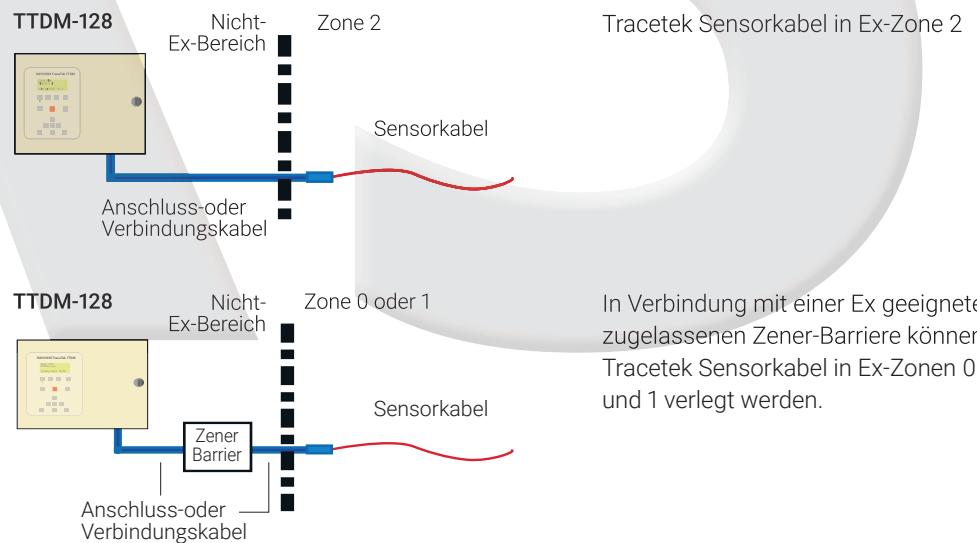 TTDM-128
Nicht-
Ex-Bereich
Zone 2
Tracetek Sensorkabel in Ex-Zone 2
Sensorkabel
Anschluss-oder
Verbindungskabel
TTDM-128
Nicht-
Ex-Bereich
Zone 0 oder 1
In Verbindung mit einer Ex geeignete
zugelassenen Zener-Barriere können
Tracetek Sensorkabel in Ex-Zonen 0
und 1 verlegt werden.
Sensorkabel
Zener
Barrier
Anschluss-oder
Verbindungskabel